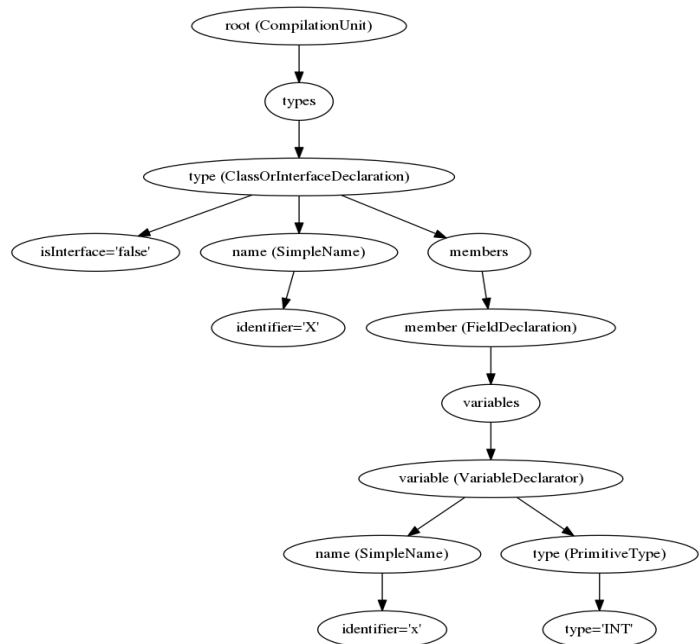 root (CompilationUnit)
types
type (ClassOrInterfaceDeclaration)
isInterface='false'
name (SimpleName)
members
identifier='X'
member (FieldDeclaration)
variables
variable (VariableDeclarator)
name (SimpleName)
type (PrimitiveType)
identifier='x'
type='INT'